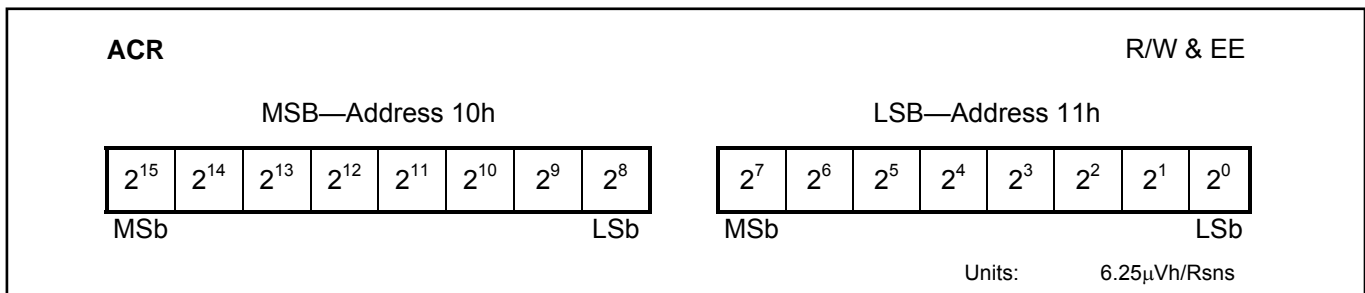 ACR R/W & EE
MSB—Address 10h LSB—Address 11h
2¹⁵ 2¹⁴ 2¹³ 2¹² 2¹¹ 2¹⁰ 2⁹ 2⁸ 2⁷ 2⁶ 2⁵ 2⁴ 2³ 2² 2¹ 2⁰
MSb LSb MSb LSb
Units: 6.25μVh/Rsns